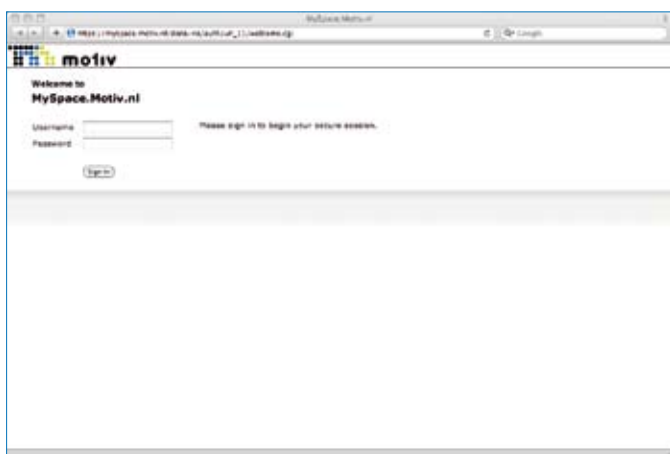 MySpace.Motiv.nl
Google
motiv
Welcome to
MySpace.Motiv.nl
Username
Please sign in to begin your secure session.
Password
Sign In